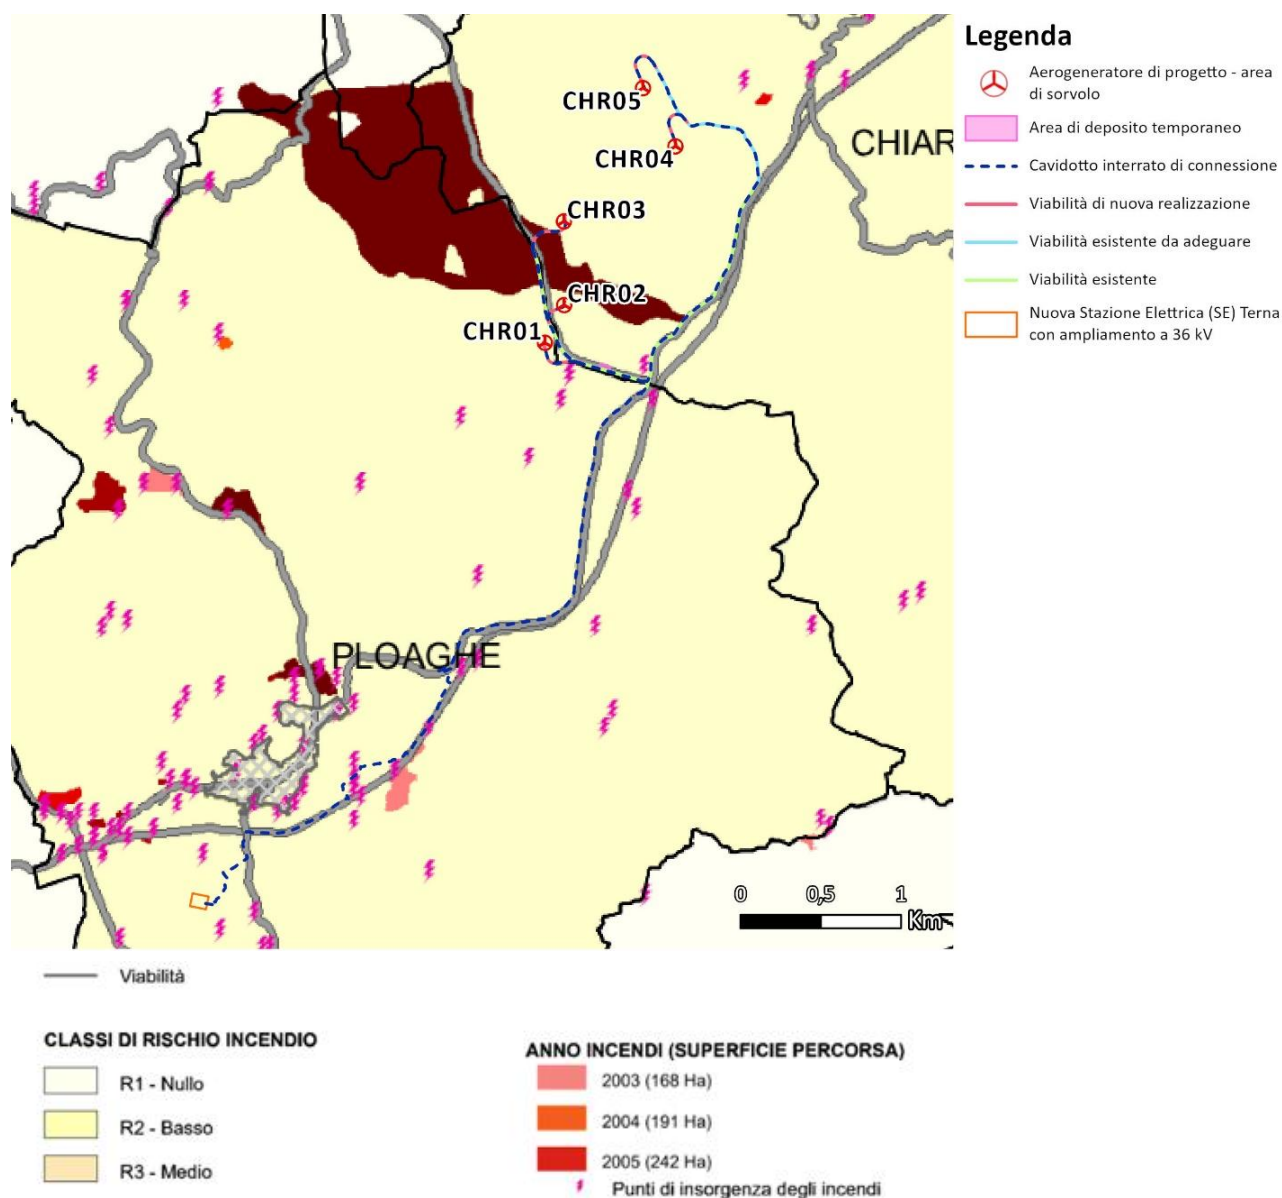 Legenda
Aerogeneratore di progetto - area
di sorvolo
Area di deposito temporaneo
Cavidotto interrato di connessione
Viabilità di nuova realizzazione
Viabilità esistente da adeguare
Viabilità esistente
Nuova Stazione Elettrica (SE) Terna
con ampliamento a 36 kV
CHR05
CHR04
CHIAR
CHR03
CHR02
CHR01
PLOAGHE
0 0,5 1
Km
Viabilità
CLASSI DI RISCHIO INCENDIO
R1 - Nullo
R2 - Basso
R3 - Medio
ANNO INCENDI (SUPERFICIE PERCORSA)
2003 (168 Ha)
2004 (191 Ha)
2005 (242 Ha)
Punti di insorgenza degli incendi